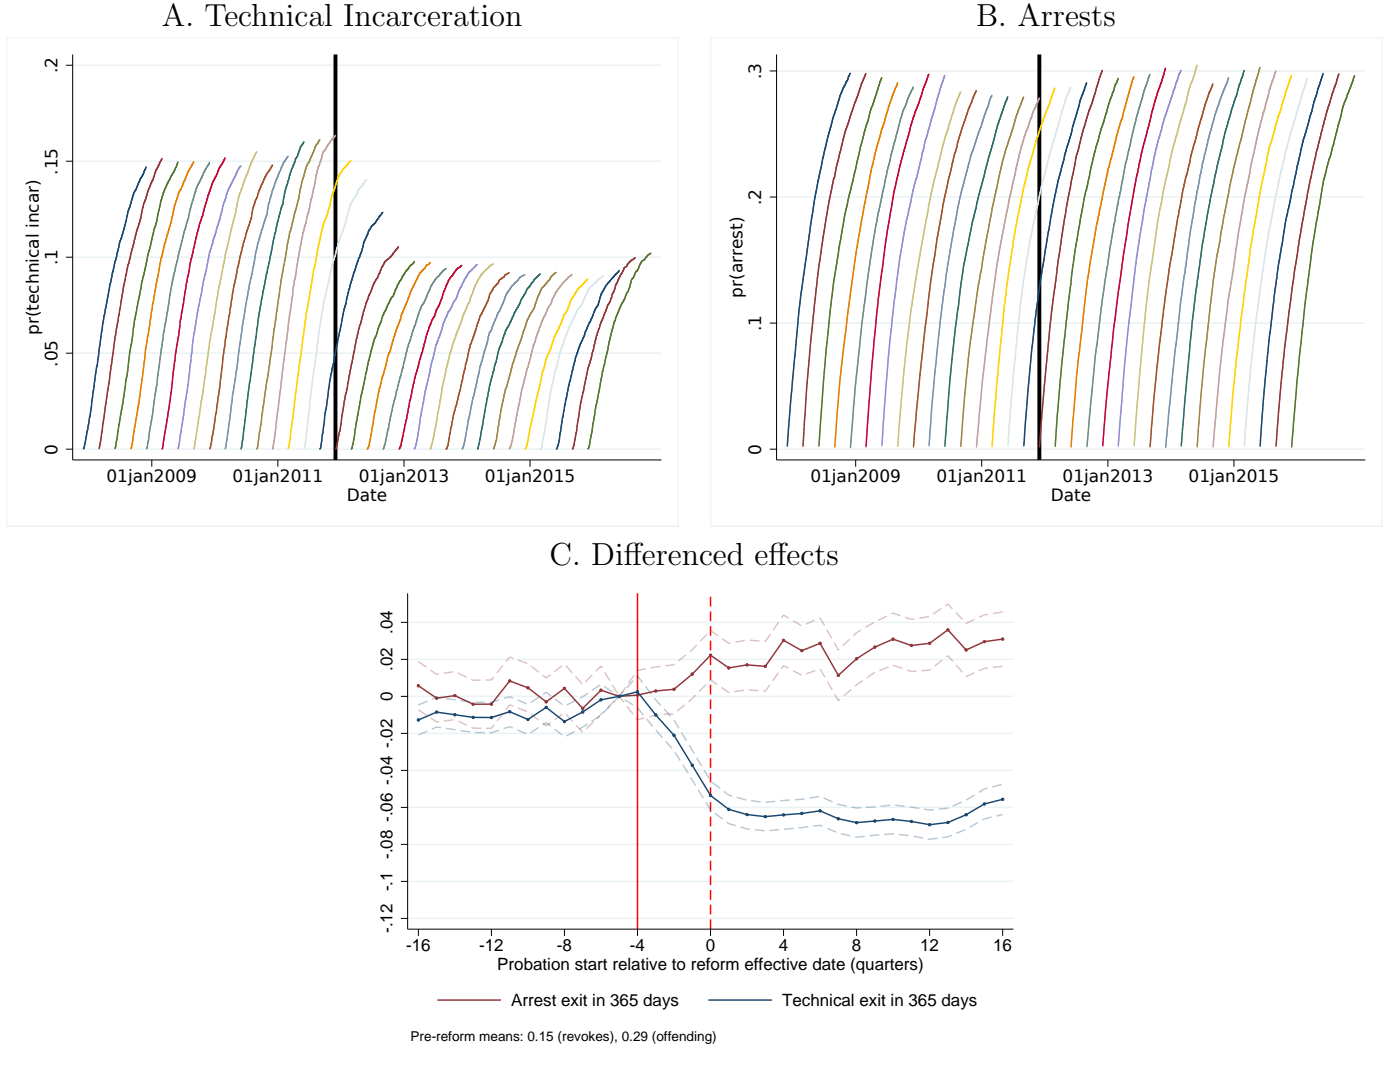 A. Technical Incarceration
B. Arrests
pr(technical incar)
0
.05
.1
.15
.2
01jan2009
01jan2011
01jan2013
01jan2015
Date
pr(arrest)
0
.1
.2
.3
01jan2009
01jan2011
01jan2013
01jan2015
Date
C. Differenced effects
.04
.02
0
-.02
-.04
-.06
-.08
-.1
-.12
-16
-12
-8
-4
0
4
8
12
16
Probation start relative to reform effective date (quarters)
Arrest exit in 365 days
Technical exit in 365 days
Pre-reform means: 0.15 (revokes), 0.29 (offending)